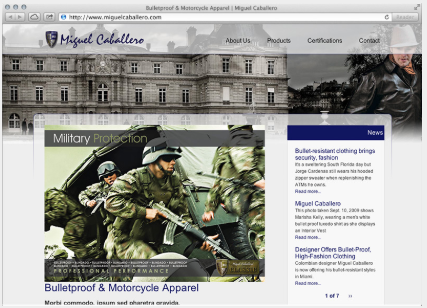 Bulletproof & Motorcycle Apparel | Miguel Caballero
http://www.miguelcaballero.com
Reader
Miguel Caballero
About Us
Products
Certifications
Contact
Military Protection
PROFESSIONAL PERFORMANCE
Bulletproof & Motorcycle Apparel
Morbi commodo, ipsum sed pharetra gravida,
News
Bullet-resistant clothing brings
security, fashion
It's a sweltering South Florida day but
Jorge Cardenas still wears his hooded
zipper sweater when replenishing the
ATMs he owns.
Read more..
Miguel Caballero
This photo taken Sept. 10, 2009 shows
Marisha Kelly, wearing a men's white
bullet proof tuxedo shirt as she displays
an interior Vest
Read more..
Designer Offers Bullet-Proof,
High-Fashion Clothing
Colombian designer Miguel Caballero
is now offering his bullet-resistant styles
in Miami.
Read more..
1 of 7 ››